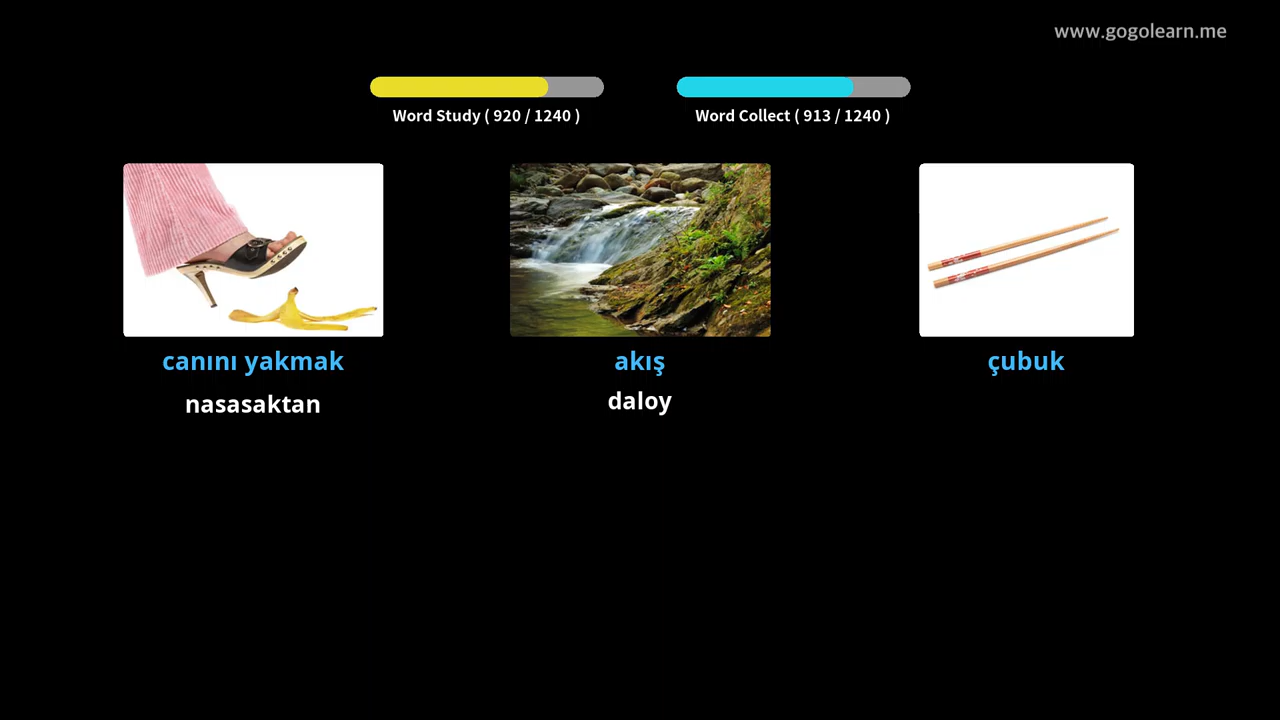 www.gogolearn.me
Word Study ( 920 / 1240 )
Word Collect ( 913 / 1240 )
canını yakmak
akış
çubuk
nasasaktan
daloy